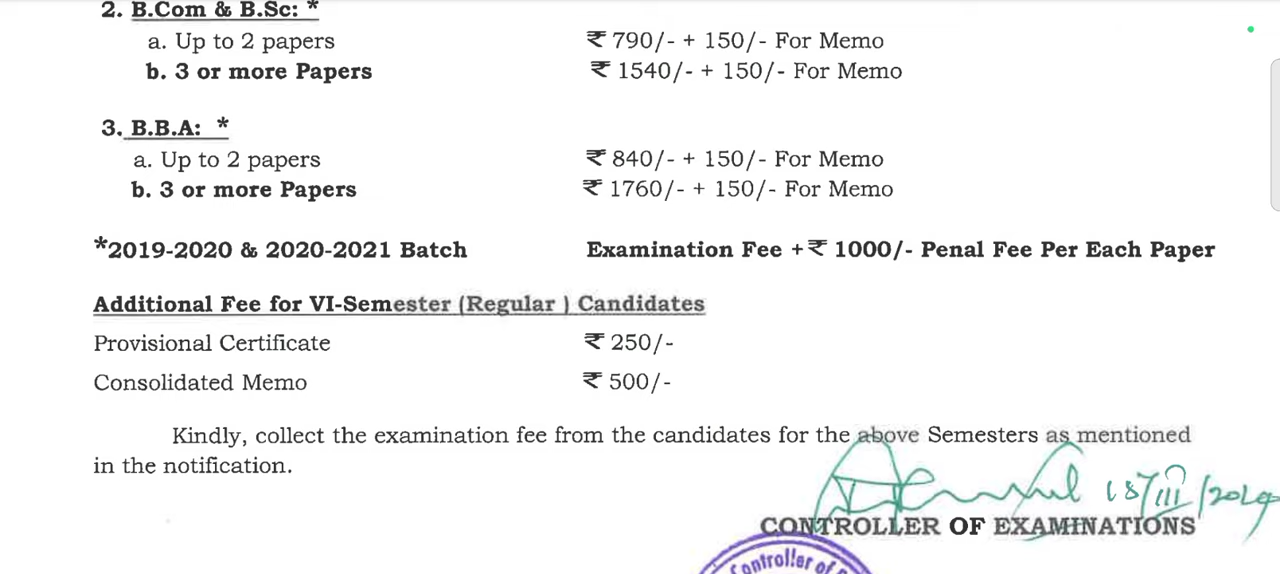 2. B.Com & B.Sc: *
a. Up to 2 papers ₹ 790/- + 150/- For Memo
b. 3 or more Papers ₹ 1540/- + 150/- For Memo
3. B.B.A: *
a. Up to 2 papers ₹ 840/- + 150/- For Memo
b. 3 or more Papers ₹ 1760/- + 150/- For Memo
*2019-2020 & 2020-2021 Batch Examination Fee + ₹ 1000/- Penal Fee Per Each Paper
Additional Fee for VI-Semester (Regular ) Candidates
Provisional Certificate ₹ 250/-
Consolidated Memo ₹ 500/-
Kindly, collect the examination fee from the candidates for the above Semesters as mentioned
in the notification.
CONTROLLER OF EXAMINATIONS
Controller of